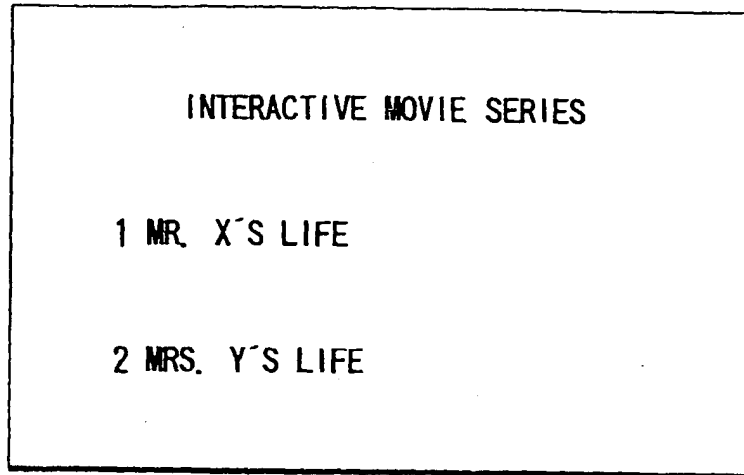 INTERACTIVE MOVIE SERIES
1 MR. X´S LIFE
2 MRS. Y´S LIFE